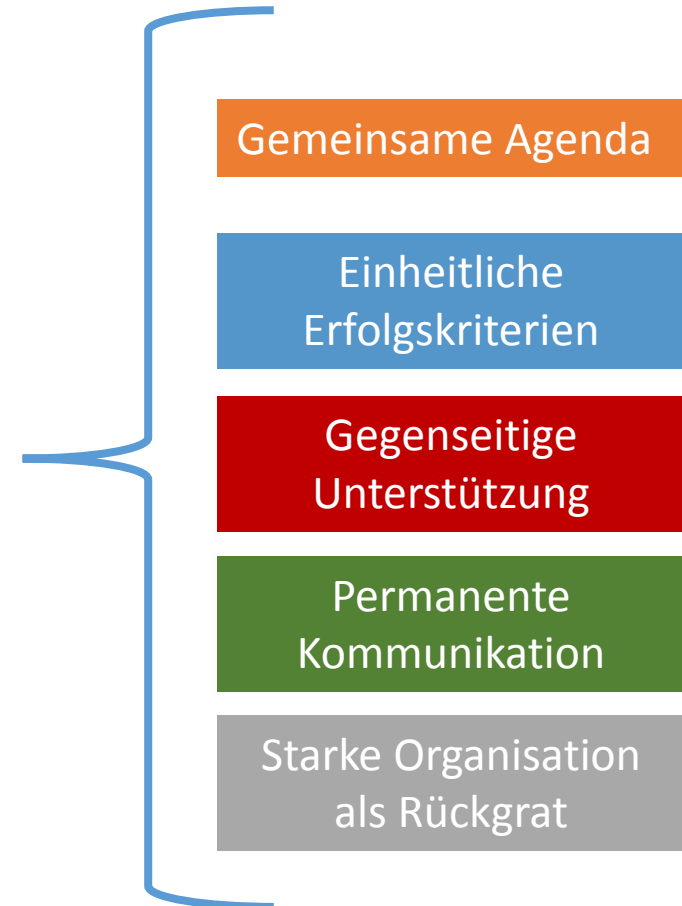 Gemeinsame Agenda
Einheitliche
Erfolgskriterien
Gegenseitige
Unterstützung
Permanente
Kommunikation
Starke Organisation
als Rückgrat